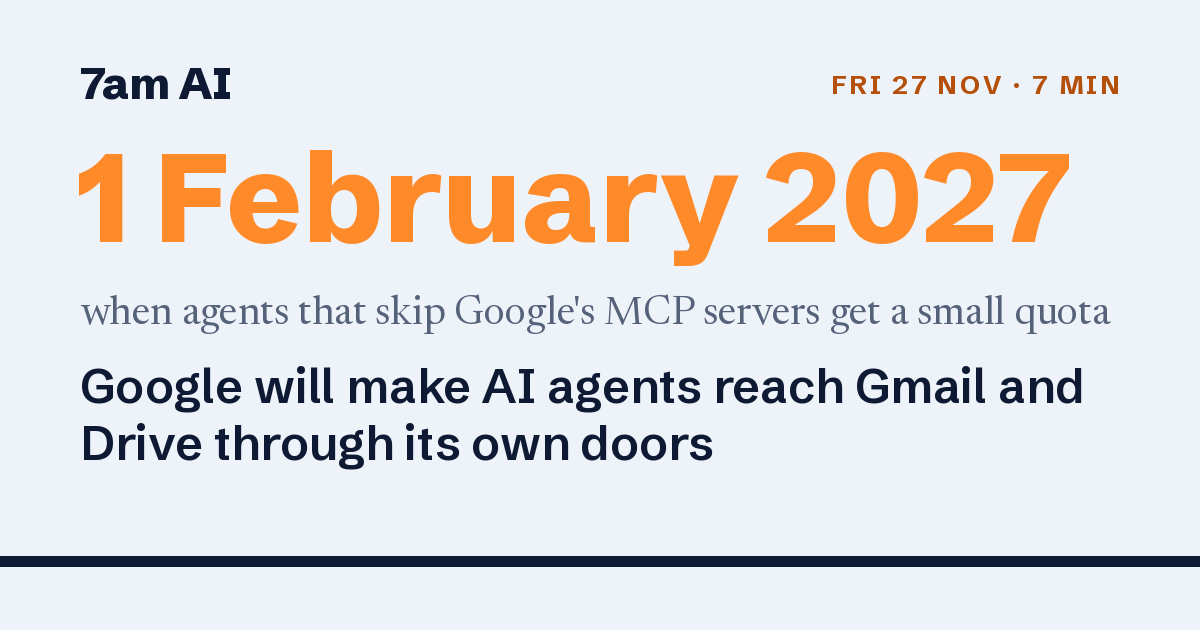 7am AI
FRI 27 NOV · 7 MIN
1 February 2027
when agents that skip Google's MCP servers get a small quota
Google will make AI agents reach Gmail and
Drive through its own doors